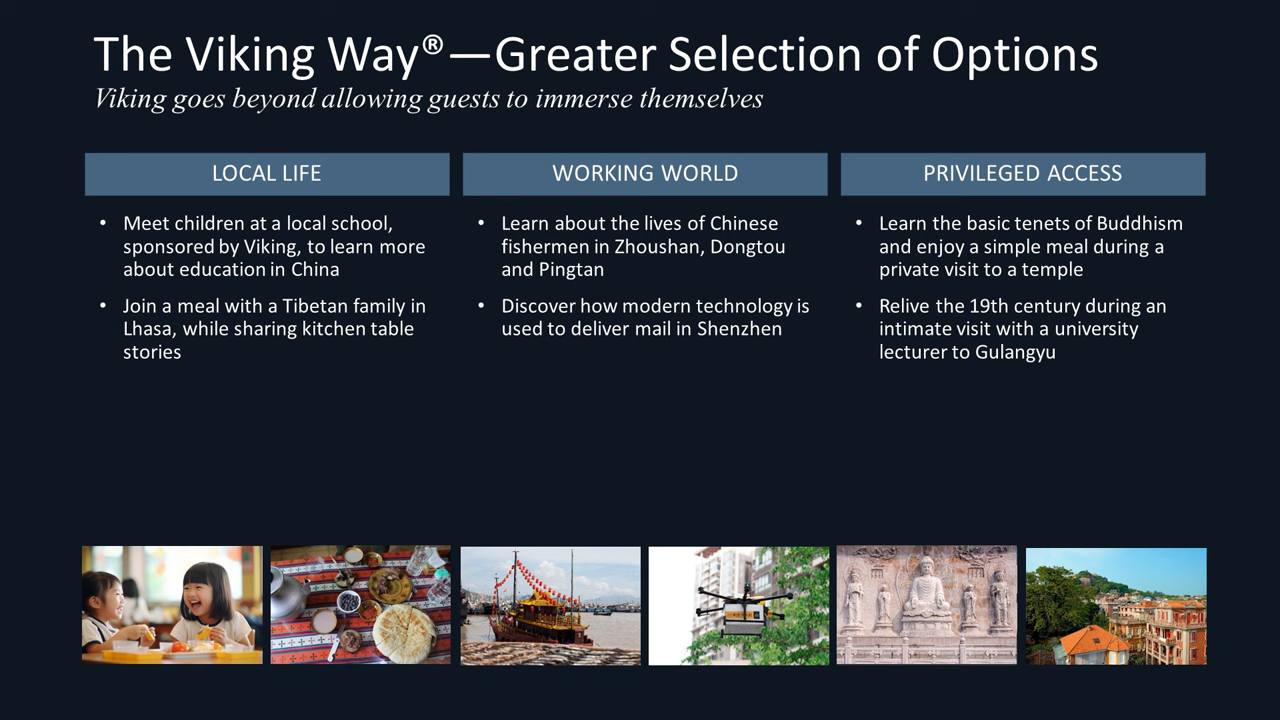 The Viking Way®—Greater Selection of Options
Viking goes beyond allowing guests to immerse themselves
LOCAL LIFE
• Meet children at a local school,
sponsored by Viking, to learn more
about education in China
• Join a meal with a Tibetan family in
Lhasa, while sharing kitchen table
stories
WORKING WORLD
• Learn about the lives of Chinese
fishermen in Zhoushan, Dongtou
and Pingtan
• Discover how modern technology is
used to deliver mail in Shenzhen
PRIVILEGED ACCESS
• Learn the basic tenets of Buddhism
and enjoy a simple meal during a
private visit to a temple
• Relive the 19th century during an
intimate visit with a university
lecturer to Gulangyu